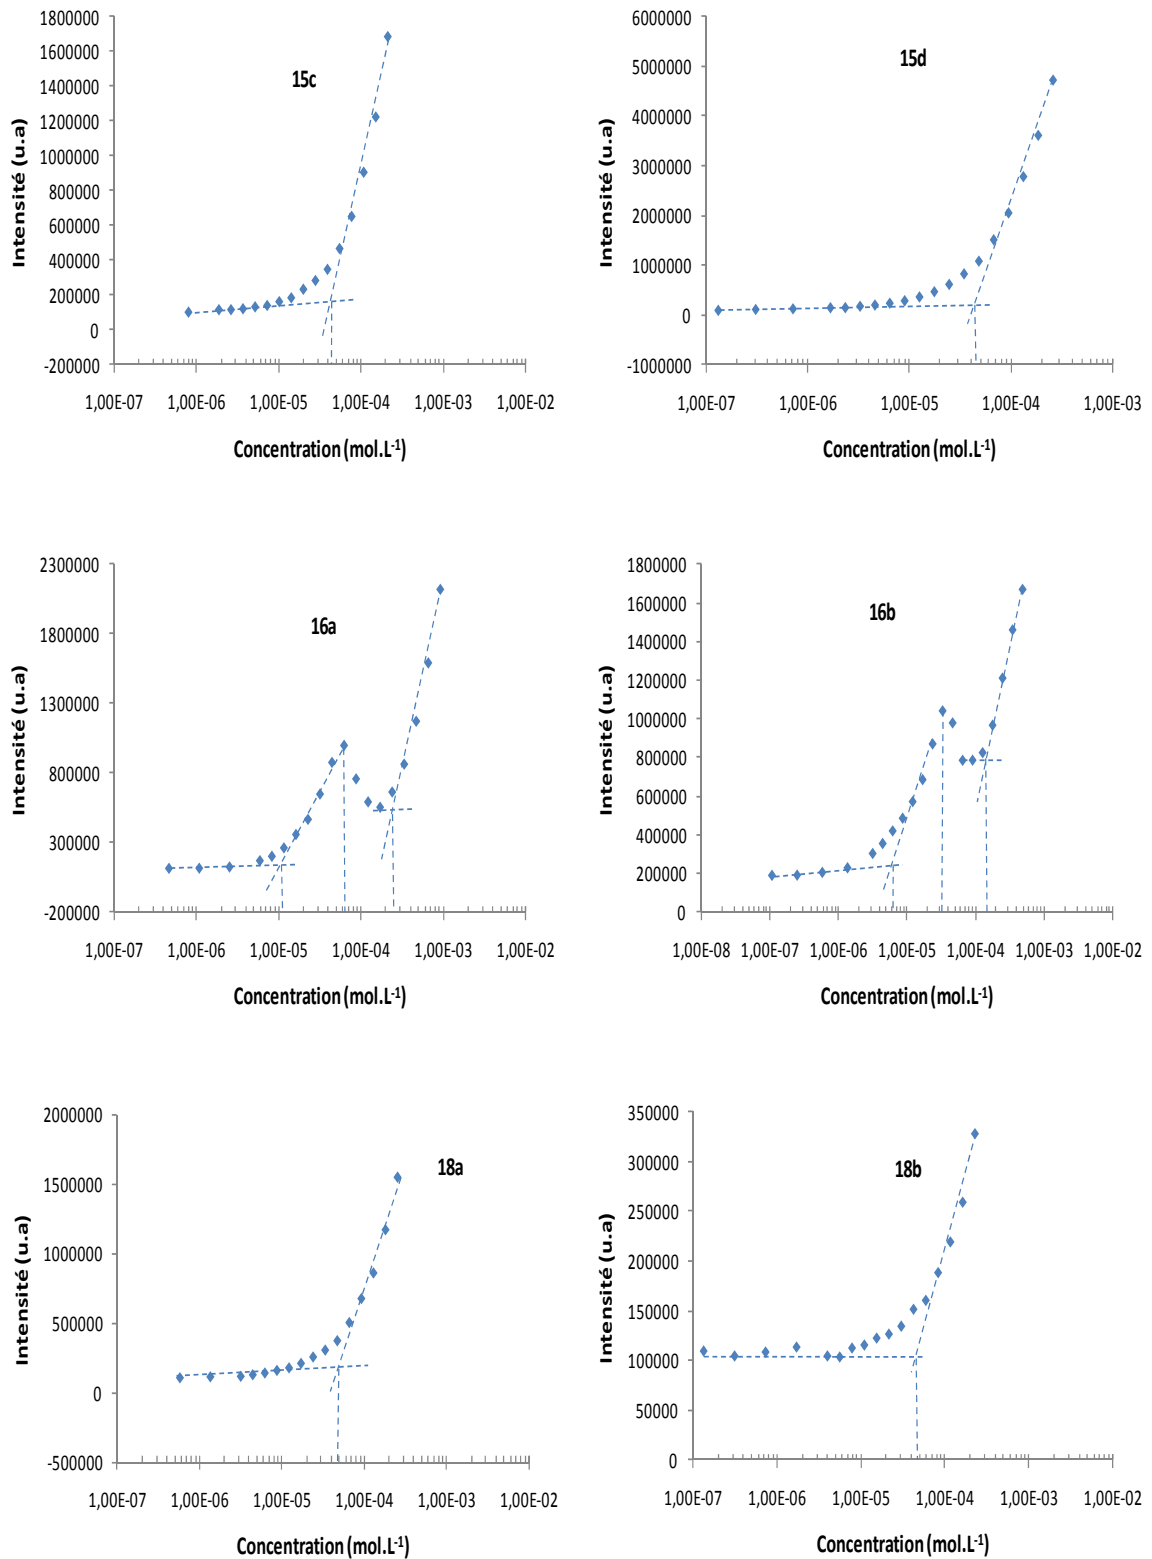 15c
Intensité (u.a)
1800000
1600000
1400000
1200000
1000000
800000
600000
400000
200000
0
-200000
1,00E-07 1,00E-06 1,00E-05 1,00E-04 1,00E-03 1,00E-02
Concentration (mol.L-1)
15d
Intensité (u.a)
6000000
5000000
4000000
3000000
2000000
1000000
0
-1000000
1,00E-07 1,00E-06 1,00E-05 1,00E-04 1,00E-03
Concentration (mol.L-1)
16a
Intensité (u.a)
2300000
1800000
1300000
800000
300000
-200000
1,00E-07 1,00E-06 1,00E-05 1,00E-04 1,00E-03 1,00E-02
Concentration (mol.L-1)
16b
Intensité (u.a)
1800000
1600000
1400000
1200000
1000000
800000
600000
400000
200000
0
1,00E-08 1,00E-07 1,00E-06 1,00E-05 1,00E-04 1,00E-03 1,00E-02
Concentration (mol.L-1)
18a
Intensité (u.a)
2000000
1500000
1000000
500000
0
-500000
1,00E-07 1,00E-06 1,00E-05 1,00E-04 1,00E-03 1,00E-02
Concentration (mol.L-1)
18b
Intensité (u.a)
350000
300000
250000
200000
150000
100000
50000
0
1,00E-07 1,00E-06 1,00E-05 1,00E-04 1,00E-03 1,00E-02
Concentration (mol.L-1)